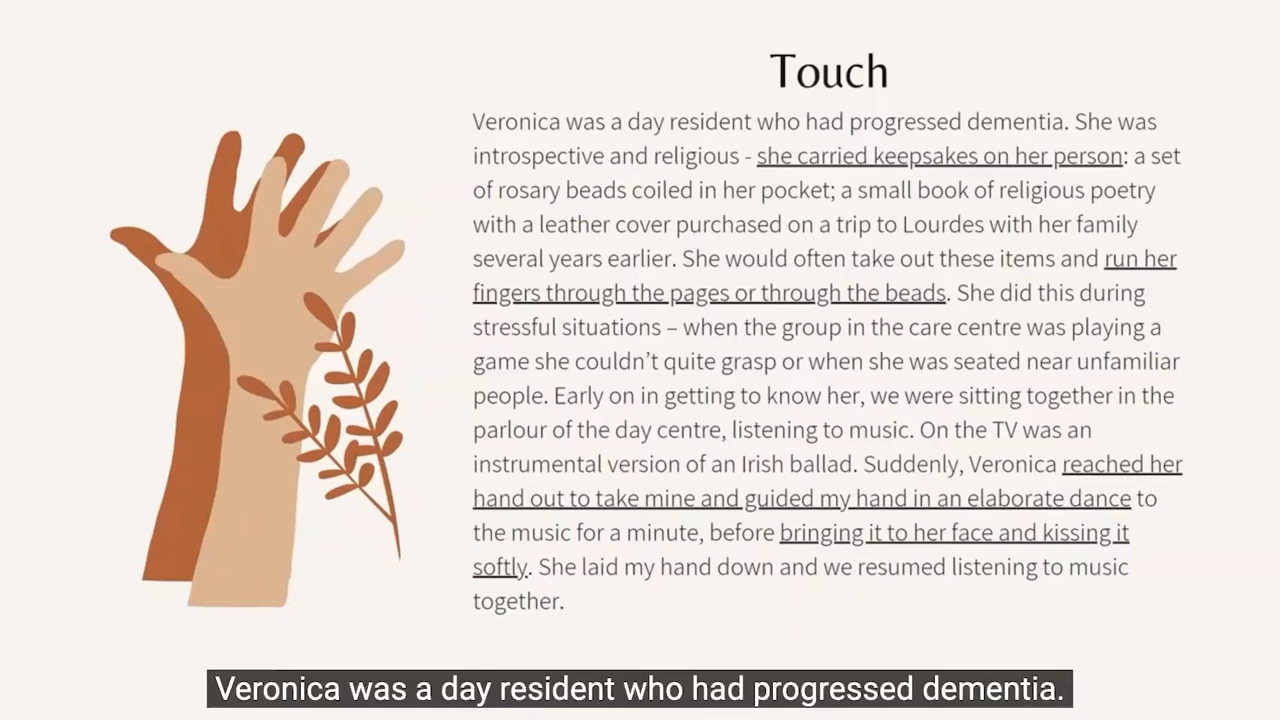 Touch
Veronica was a day resident who had progressed dementia. She was
introspective and religious - she carried keepsakes on her person: a set
of rosary beads coiled in her pocket; a small book of religious poetry
with a leather cover purchased on a trip to Lourdes with her family
several years earlier. She would often take out these items and run her
fingers through the pages or through the beads. She did this during
stressful situations – when the group in the care centre was playing a
game she couldn’t quite grasp or when she was seated near unfamiliar
people. Early on in getting to know her, we were sitting together in the
parlour of the day centre, listening to music. On the TV was an
instrumental version of an Irish ballad. Suddenly, Veronica reached her
hand out to take mine and guided my hand in an elaborate dance to
the music for a minute, before bringing it to her face and kissing it
softly. She laid my hand down and we resumed listening to music
together.
Veronica was a day resident who had progressed dementia.